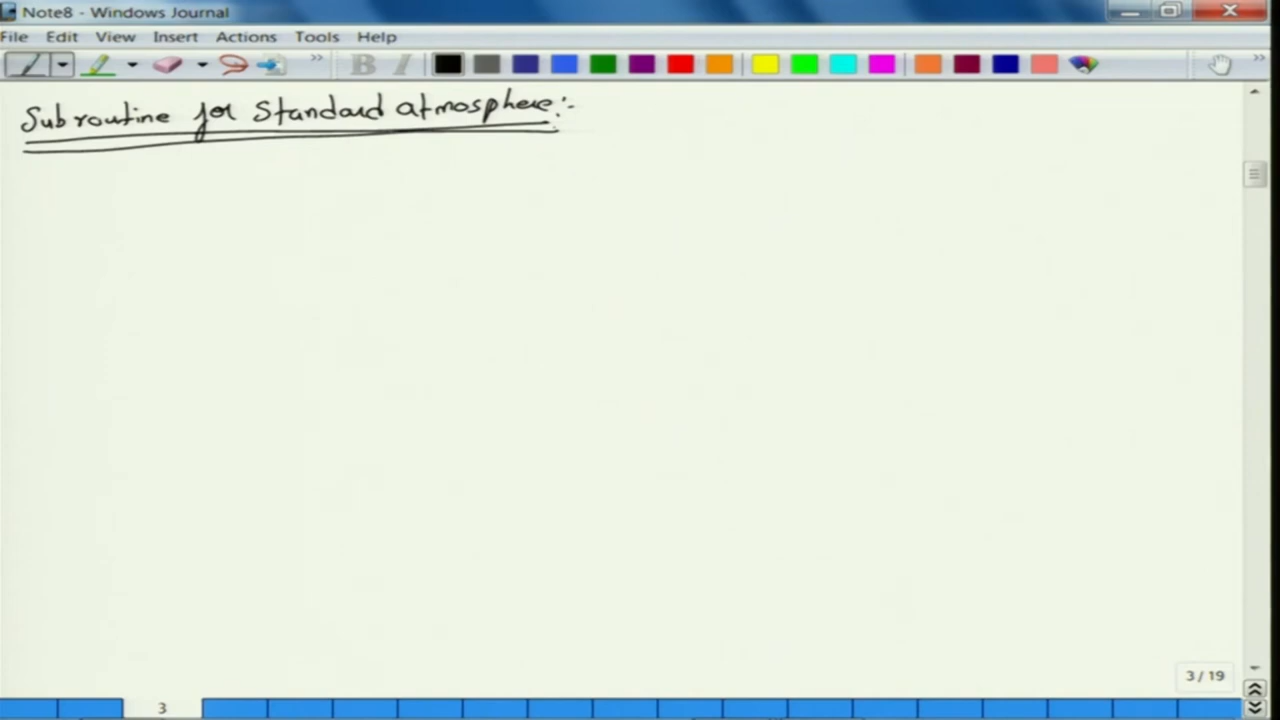 Note8 - Windows Journal
File Edit View Insert Actions Tools Help
B I
Subroutine for Standard atmosphere:-
3 / 19
3